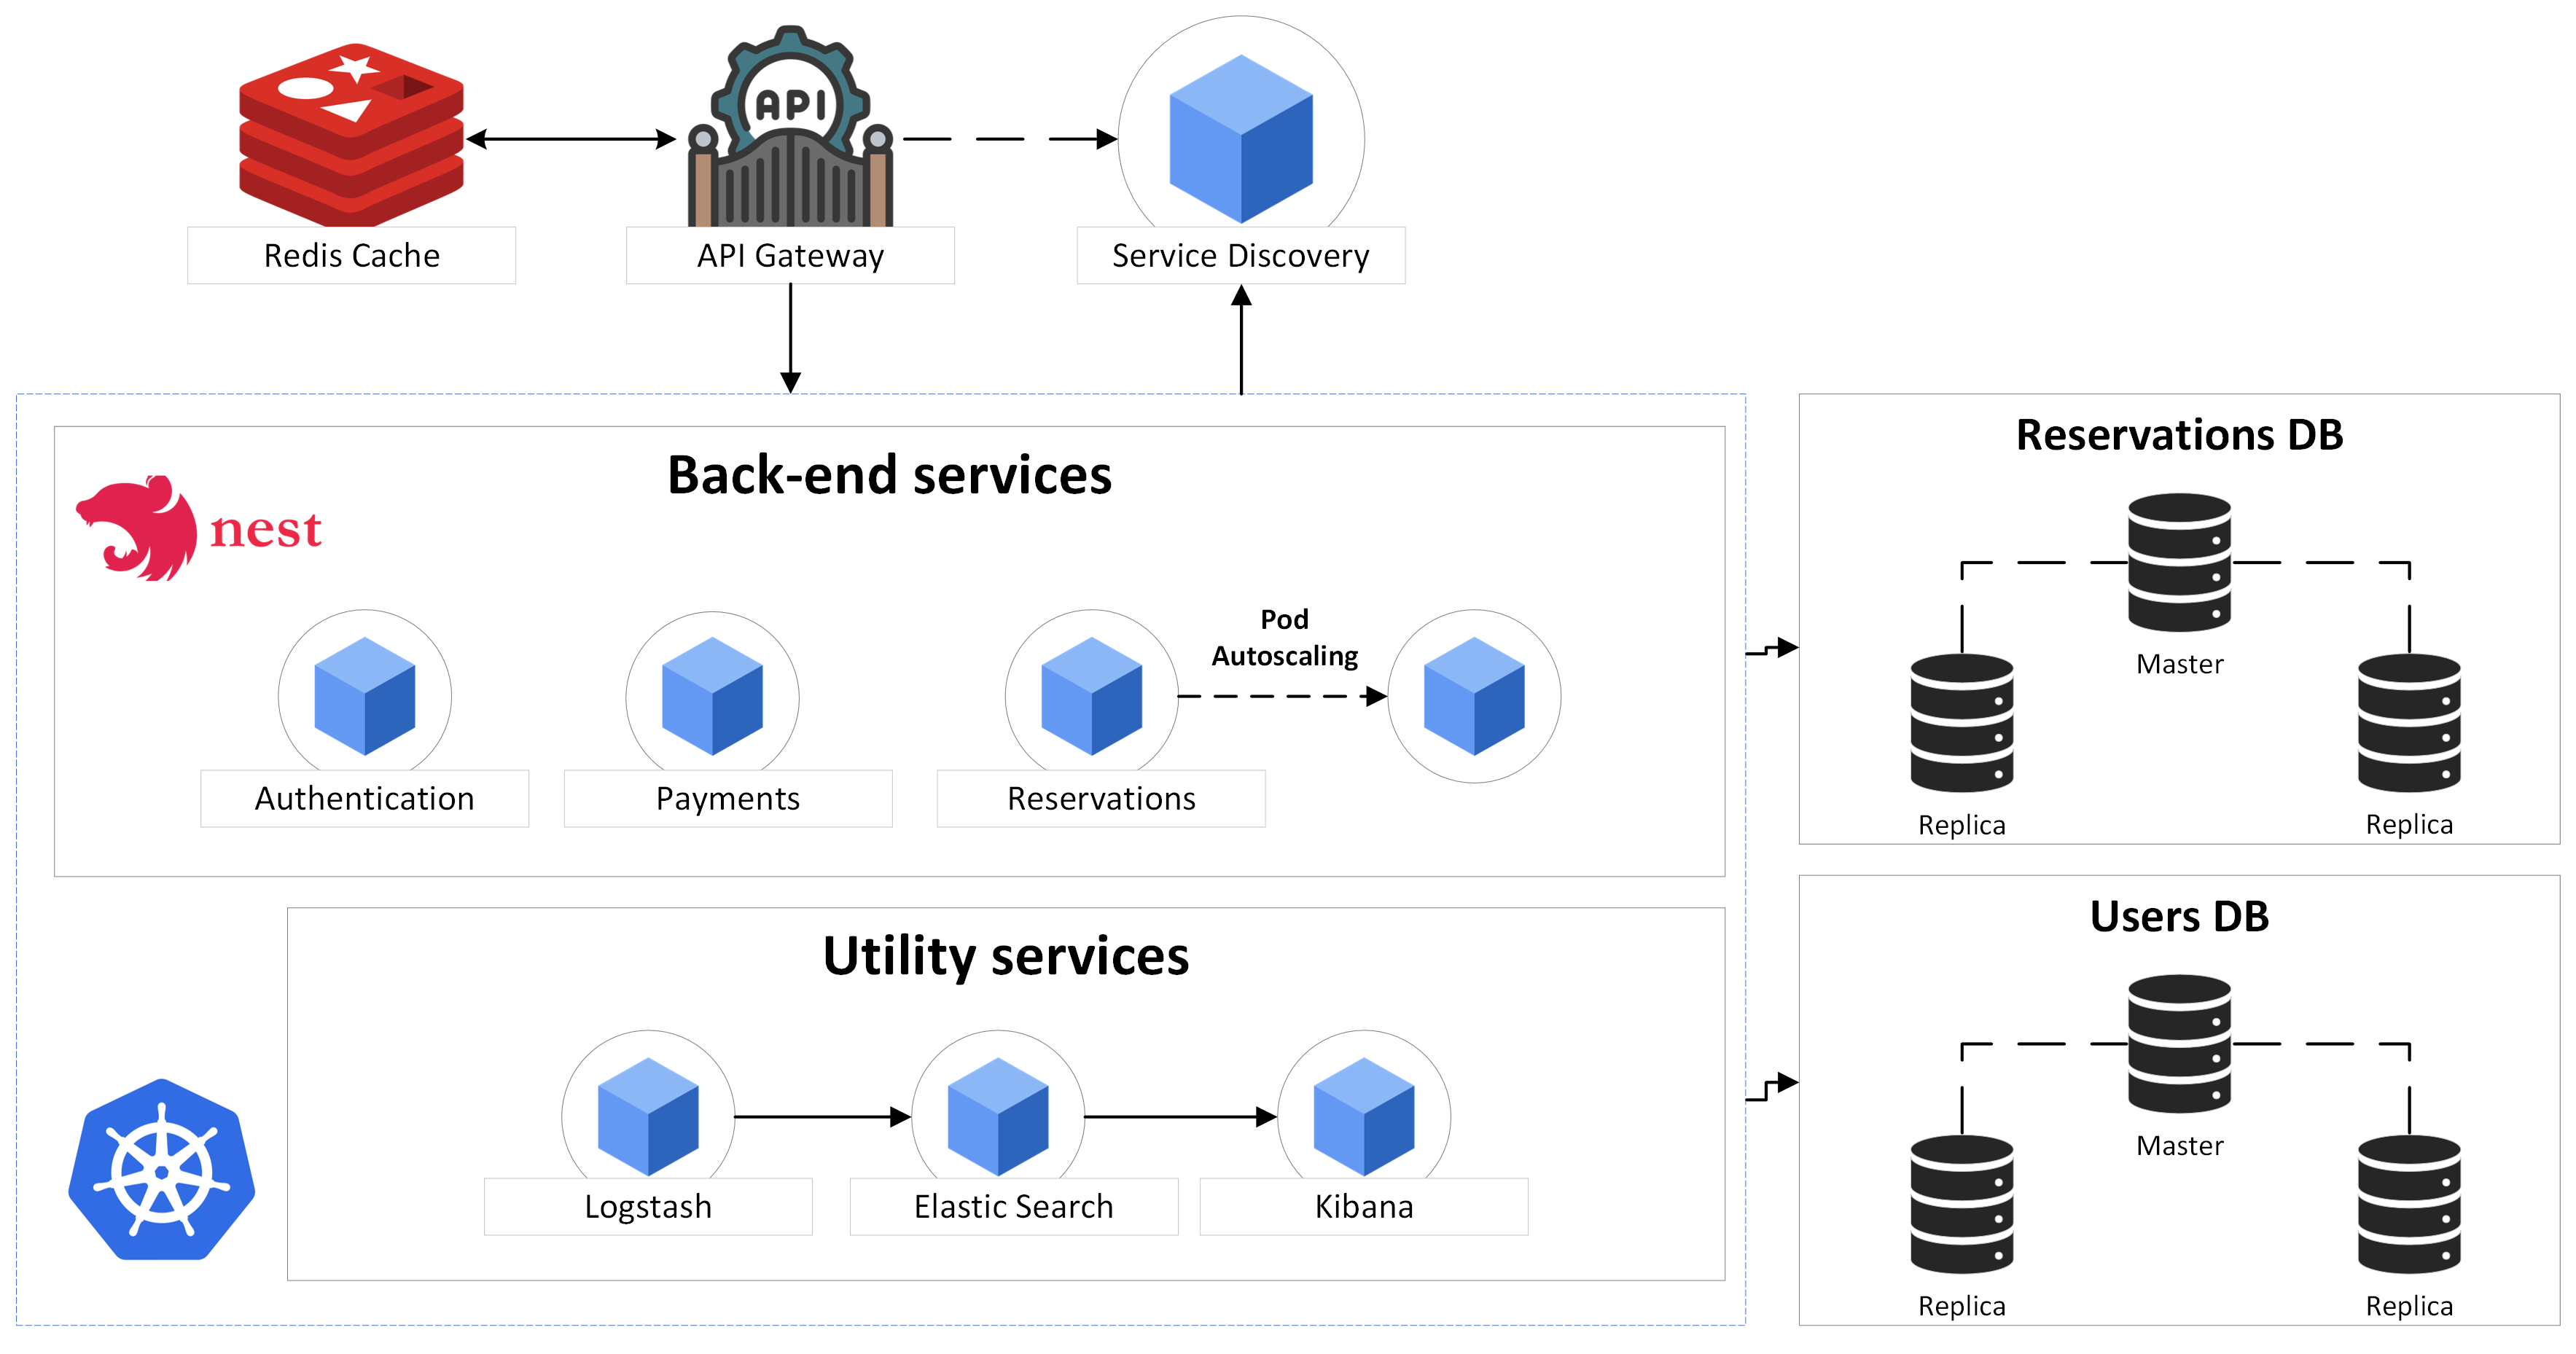 API
Redis Cache
API Gateway
Service Discovery
Back-end services
nest
Pod
Autoscaling
Authentication
Payments
Reservations
Utility services
Logstash
Elastic Search
Kibana
Reservations DB
Master
Replica
Replica
Users DB
Master
Replica
Replica